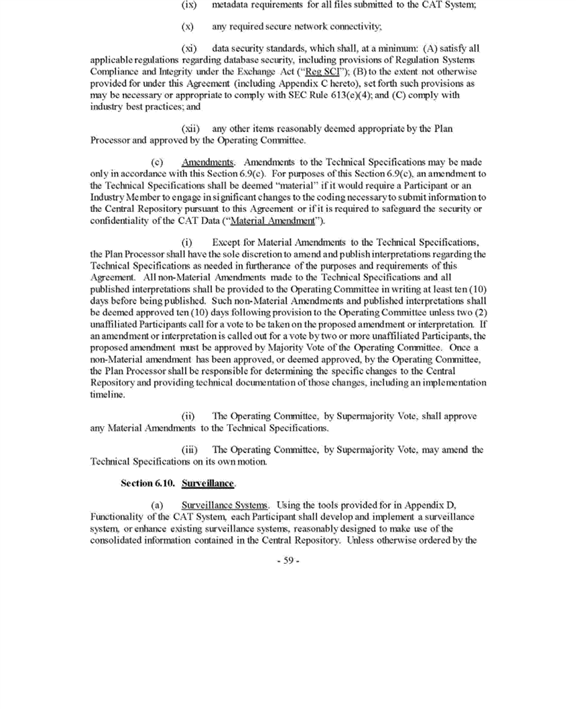 (ix) metadata requirements for all files submitted to the CAT System;
(x) any required secure network connectivity;
(xi) data security standards, which shall, at a minimum: (A) satisfy all
applicable regulations regarding database security, including provisions of Regulation Systems
Compliance and Integrity under the Exchange Act (“Reg SCI”); (B) to the extent not otherwise
provided for under this Agreement (including Appendix C hereto), set forth such provisions as
may be necessary or appropriate to comply with SEC Rule 613(e)(4); and (C) comply with
industry best practices; and
(xii) any other items reasonably deemed appropriate by the Plan
Processor and approved by the Operating Committee.
(c) Amendments. Amendments to the Technical Specifications may be made
only in accordance with this Section 6.9(c). For purposes of this Section 6.9(c), an amendment to
the Technical Specifications shall be deemed “material” if it would require a Participant or an
Industry Member to engage in significant changes to the coding necessary to submit information to
the Central Repository pursuant to this Agreement or if it is required to safeguard the security or
confidentiality of the CAT Data (“Material Amendment”).
(i) Except for Material Amendments to the Technical Specifications,
the Plan Processor shall have the sole discretion to amend and publish interpretations regarding the
Technical Specifications as needed in furtherance of the purposes and requirements of this
Agreement. All non-Material Amendments made to the Technical Specifications and all
published interpretations shall be provided to the Operating Committee in writing at least ten (10)
days before being published. Such non-Material Amendments and published interpretations shall
be deemed approved ten (10) days following provision to the Operating Committee unless two (2)
unaffiliated Participants call for a vote to be taken on the proposed amendment or interpretation. If
an amendment or interpretation is called out for a vote by two or more unaffiliated Participants, the
proposed amendment must be approved by Majority Vote of the Operating Committee. Once a
non-Material amendment has been approved, or deemed approved, by the Operating Committee,
the Plan Processor shall be responsible for determining the specific changes to the Central
Repository and providing technical documentation of those changes, including an implementation
timeline.
(ii) The Operating Committee, by Supermajority Vote, shall approve
any Material Amendments to the Technical Specifications.
(iii) The Operating Committee, by Supermajority Vote, may amend the
Technical Specifications on its own motion.
Section 6.10. Surveillance.
(a) Surveillance Systems. Using the tools provided for in Appendix D,
Functionality of the CAT System, each Participant shall develop and implement a surveillance
system, or enhance existing surveillance systems, reasonably designed to make use of the
consolidated information contained in the Central Repository. Unless otherwise ordered by the
- 59 -